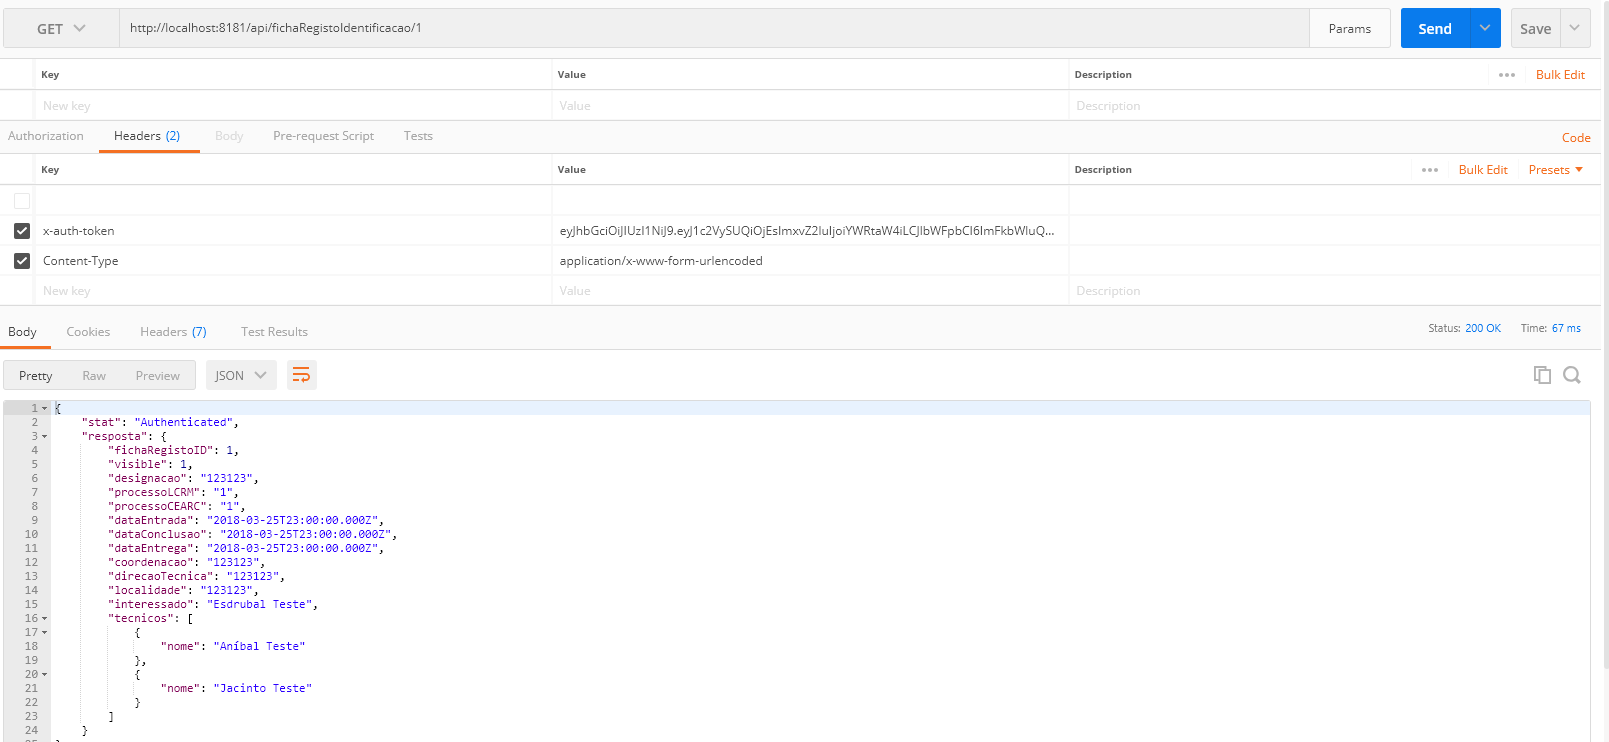 GET http://localhost:8181/api/fichaRegistoIdentificacao/1 Params Send Save
Key Value Description ••• Bulk Edit
New key Value Description
Authorization Headers (2) Body Pre-request Script Tests Code
Key Value Description ••• Bulk Edit Presets
x-auth-token eyJhbGciOiJIUzI1NiJ9.eyJ1c2VySUQiOjEsImxvZ2luIjoiYWRtaW4iLCJlbWFpbCI6ImFkbWluQ...
Content-Type application/x-www-form-urlencoded
New key Value Description
Body Cookies Headers (7) Test Results Status: 200 OK Time: 67 ms
Pretty Raw Preview JSON
1 {
2 "stat": "Authenticated",
3 "resposta": {
4 "fichaRegistoID": 1,
5 "visible": 1,
6 "designacao": "123123",
7 "processoLCRM": "1",
8 "processoCEARC": "1",
9 "dataEntrada": "2018-03-25T23:00:00.000Z",
10 "dataConclusao": "2018-03-25T23:00:00.000Z",
11 "dataEntrega": "2018-03-25T23:00:00.000Z",
12 "coordenacao": "123123",
13 "direcaoTecnica": "123123",
14 "localidade": "123123",
15 "interessado": "Esdrubal Teste",
16 "tecnicos": [
17 {
18 "nome": "Aníbal Teste"
19 },
20 {
21 "nome": "Jacinto Teste"
22 }
23 ]
24 }